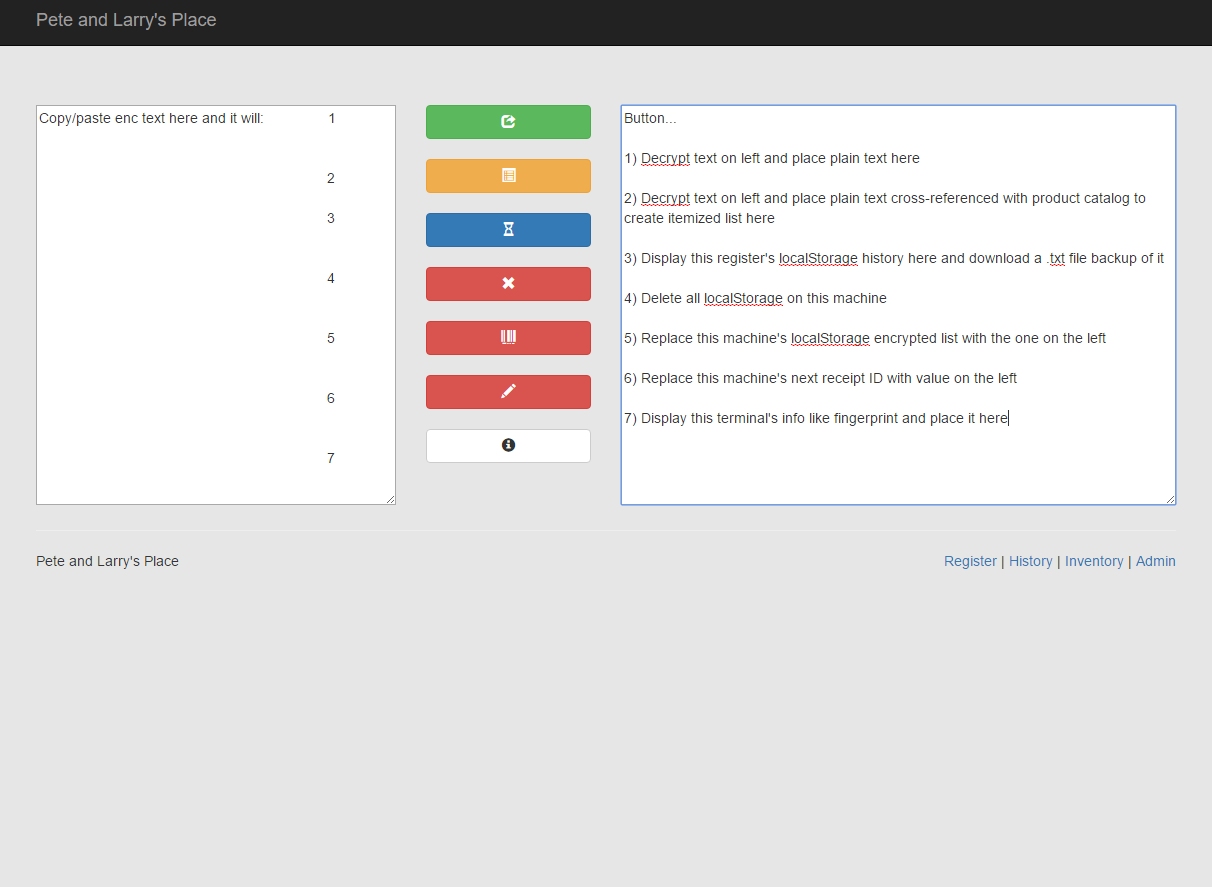 Pete and Larry's Place
Copy/paste enc text here and it will: 1
2
3
4
5
6
7
Button...
1) Decrypt text on left and place plain text here
2) Decrypt text on left and place plain text cross-referenced with product catalog to
create itemized list here
3) Display this register's localStorage history here and download a .txt file backup of it
4) Delete all localStorage on this machine
5) Replace this machine's localStorage encrypted list with the one on the left
6) Replace this machine's next receipt ID with value on the left
7) Display this terminal's info like fingerprint and place it here
Pete and Larry's Place
Register | History | Inventory | Admin